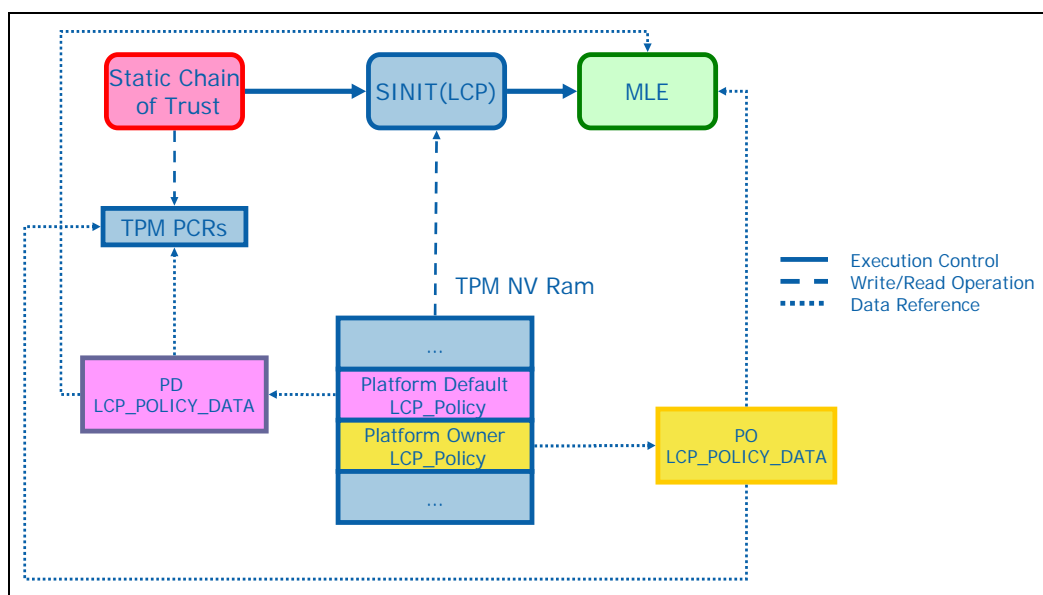 Static Chain
of Trust
SINIT(LCP)
MLE
TPM PCRs
Execution Control
Write/Read Operation
Data Reference
TPM NV Ram
...
Platform Default
LCP_Policy
Platform Owner
LCP_Policy
...
PD
LCP_POLICY_DATA
PO
LCP_POLICY_DATA